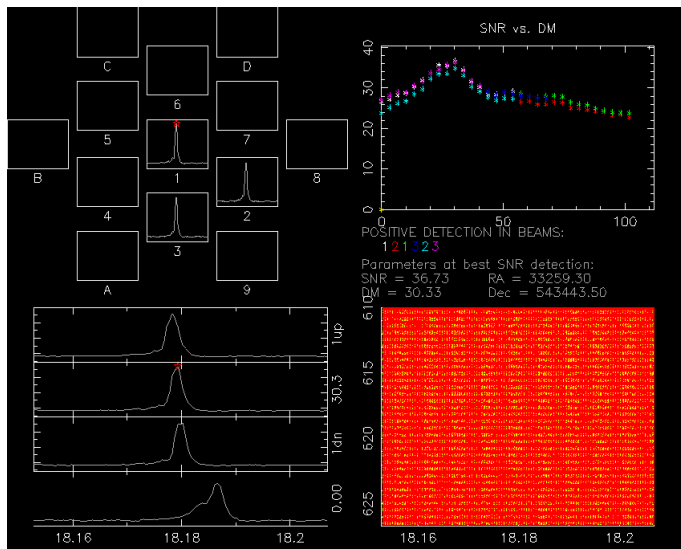 SNR vs. DM
C
D
6
5
7
B
1
8
4
2
3
A
9
40
30
20
10
0
0
50
100
POSITIVE DETECTION IN BEAMS:
1 2 1 3 2 3
Parameters at best SNR detection:
SNR = 36.73 RA = 33259.30
DM = 30.33 Dec = 543443.50
1up
30.3
1dn
0.00
18.16
18.18
18.2
610
615
620
625
18.16
18.18
18.2